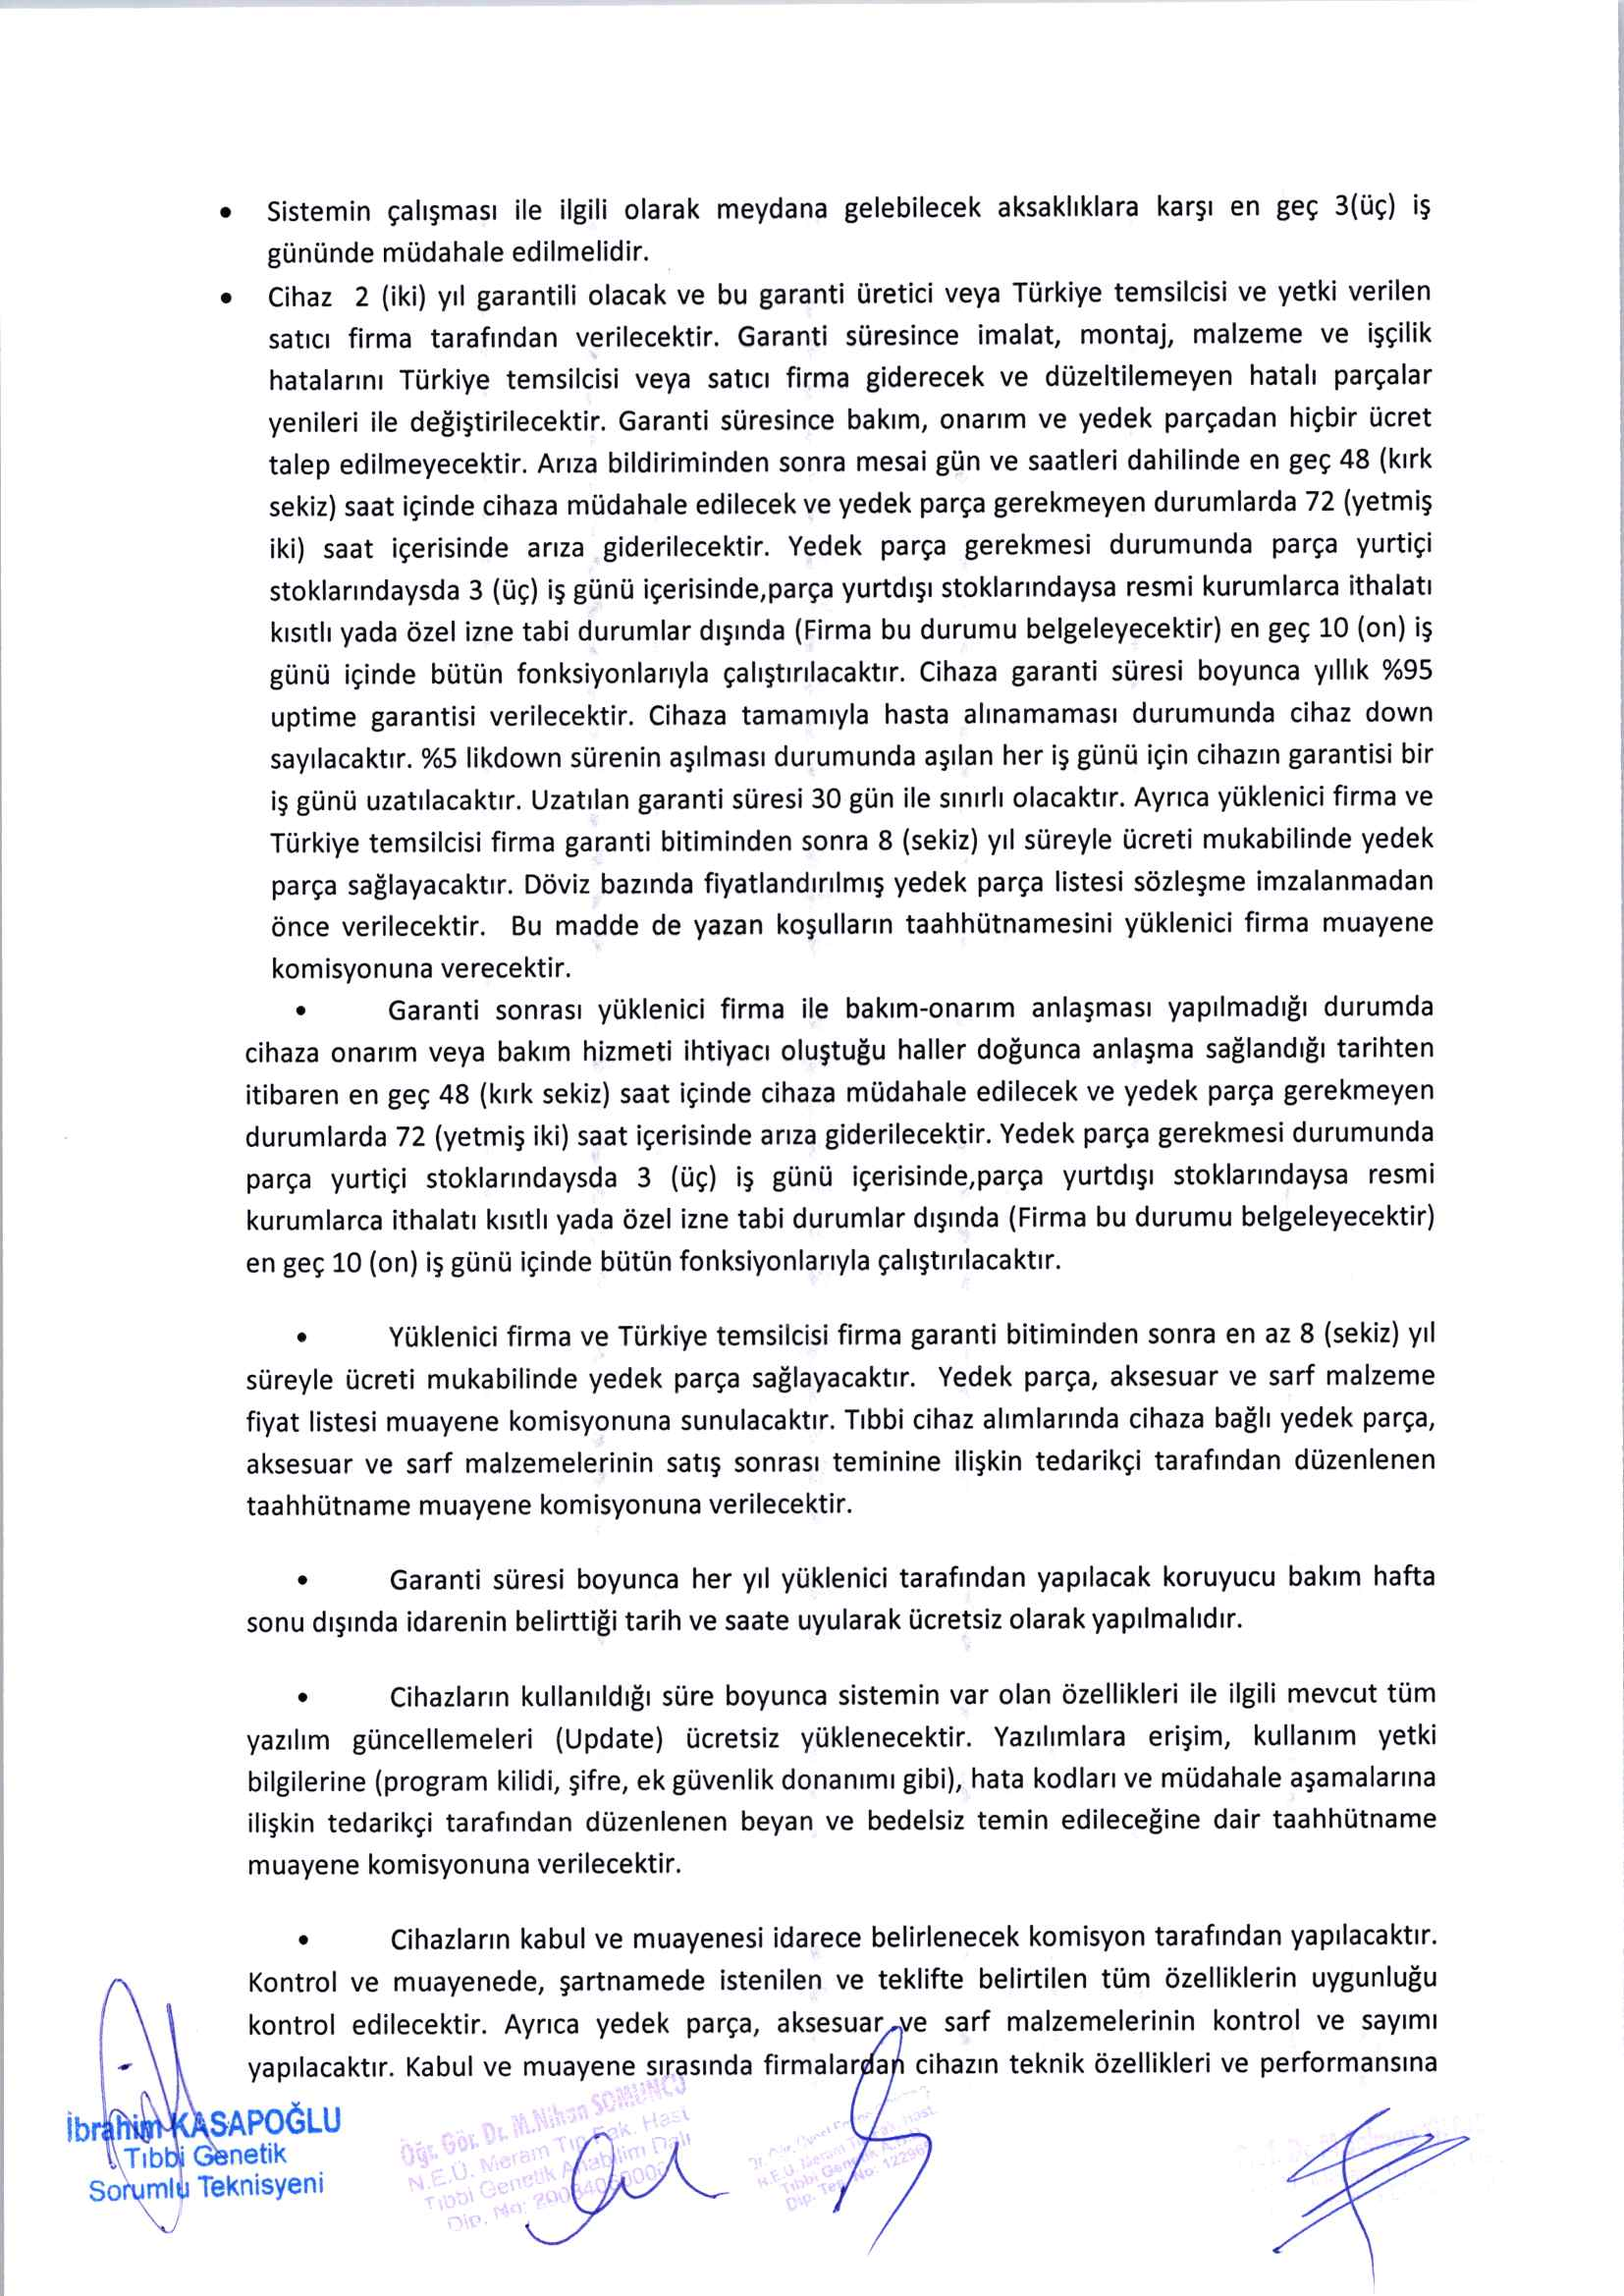 • Sistemin çalışması ile ilgili olarak meydana gelebilecek aksaklıklara karşı en geç 3(üç) iş
gününde müdahale edilmelidir.
• Cihaz 2 (iki) yıl garantili olacak ve bu garanti üretici veya Türkiye temsilcisi ve yetki verilen
satıcı firma tarafından verilecektir. Garanti süresince imalat, montaj, malzeme ve işçilik
hatalarını Türkiye temsilcisi veya satıcı firma giderecek ve düzeltilemeyen hatalı parçalar
yenileri ile değiştirilecektir. Garanti süresince bakım, onarım ve yedek parçadan hiçbir ücret
talep edilmeyecektir. Arıza bildiriminden sonra mesai gün ve saatleri dahilinde en geç 48 (kırk
sekiz) saat içinde cihaza müdahale edilecek ve yedek parça gerekmeyen durumlarda 72 (yetmiş
iki) saat içerisinde arıza giderilecektir. Yedek parça gerekmesi durumunda parça yurtiçi
stoklarındaysda 3 (üç) iş günü içerisinde,parça yurtdışı stoklarındaysa resmi kurumlarca ithalatı
kısıtlı yada özel izne tabi durumlar dışında (Firma bu durumu belgeleyecektir) en geç 10 (on) iş
günü içinde bütün fonksiyonlarıyla çalıştırılacaktır. Cihaza garanti süresi boyunca yıllık %95
uptime garantisi verilecektir. Cihaza tamamıyla hasta alınamaması durumunda cihaz down
sayılacaktır. %5 likdown sürenin aşılması durumunda aşılan her iş günü için cihazın garantisi bir
iş günü uzatılacaktır. Uzatılan garanti süresi 30 gün ile sınırlı olacaktır. Ayrıca yüklenici firma ve
Türkiye temsilcisi firma garanti bitiminden sonra 8 (sekiz) yıl süreyle ücreti mukabilinde yedek
parça sağlayacaktır. Döviz bazında fiyatlandırılmış yedek parça listesi sözleşme imzalanmadan
önce verilecektir. Bu madde de yazan koşulların taahhütnamesini yüklenici firma muayene
komisyonuna verecektir.
• Garanti sonrası yüklenici firma ile bakım-onarım anlaşması yapılmadığı durumda
cihaza onarım veya bakım hizmeti ihtiyacı oluştuğu haller doğunca anlaşma sağlandığı tarihten
itibaren en geç 48 (kırk sekiz) saat içinde cihaza müdahale edilecek ve yedek parça gerekmeyen
durumlarda 72 (yetmiş iki) saat içerisinde arıza giderilecektir. Yedek parça gerekmesi durumunda
parça yurtiçi stoklarındaysda 3 (üç) iş günü içerisinde,parça yurtdışı stoklarındaysa resmi
kurumlarca ithalatı kısıtlı yada özel izne tabi durumlar dışında (Firma bu durumu belgeleyecektir)
en geç 10 (on) iş günü içinde bütün fonksiyonlarıyla çalıştırılacaktır.
• Yüklenici firma ve Türkiye temsilcisi firma garanti bitiminden sonra en az 8 (sekiz) yıl
süreyle ücreti mukabilinde yedek parça sağlayacaktır. Yedek parça, aksesuar ve sarf malzeme
fiyat listesi muayene komisyonuna sunulacaktır. Tıbbi cihaz alımlarında cihaza bağlı yedek parça,
aksesuar ve sarf malzemelerinin satış sonrası teminine ilişkin tedarikçi tarafından düzenlenen
taahhütname muayene komisyonuna verilecektir.
• Garanti süresi boyunca her yıl yüklenici tarafından yapılacak koruyucu bakım hafta
sonu dışında idarenin belirttiği tarih ve saate uyularak ücretsiz olarak yapılmalıdır.
• Cihazların kullanıldığı süre boyunca sistemin var olan özellikleri ile ilgili mevcut tüm
yazılım güncellemeleri (Update) ücretsiz yüklenecektir. Yazılımlara erişim, kullanım yetki
bilgilerine (program kilidi, şifre, ek güvenlik donanımı gibi), hata kodları ve müdahale aşamalarına
ilişkin tedarikçi tarafından düzenlenen beyan ve bedelsiz temin edileceğine dair taahhütname
muayene komisyonuna verilecektir.
• Cihazların kabul ve muayenesi idarece belirlenecek komisyon tarafından yapılacaktır.
Kontrol ve muayenede, şartnamede istenilen ve teklifte belirtilen tüm özelliklerin uygunluğu
kontrol edilecektir. Ayrıca yedek parça, aksesuar ve sarf malzemelerinin kontrol ve sayımı
yapılacaktır. Kabul ve muayene sırasında firmalardan cihazın teknik özellikleri ve performansına
İbrahim KASAPOĞLU
Tıbbi Genetik
Sorumlu Teknisyeni
Öğr. Gör. Dr. M.Nihan SOMUNCU
N.E.Ü. Meram Tıp Fak. Hast
Tıbbi Genetik Anabilim Dalı
Dip. No:
N.E.Ü. Meram Tıp Fak. Hast
Tıbbi Genetik
Dip. Tes. No: